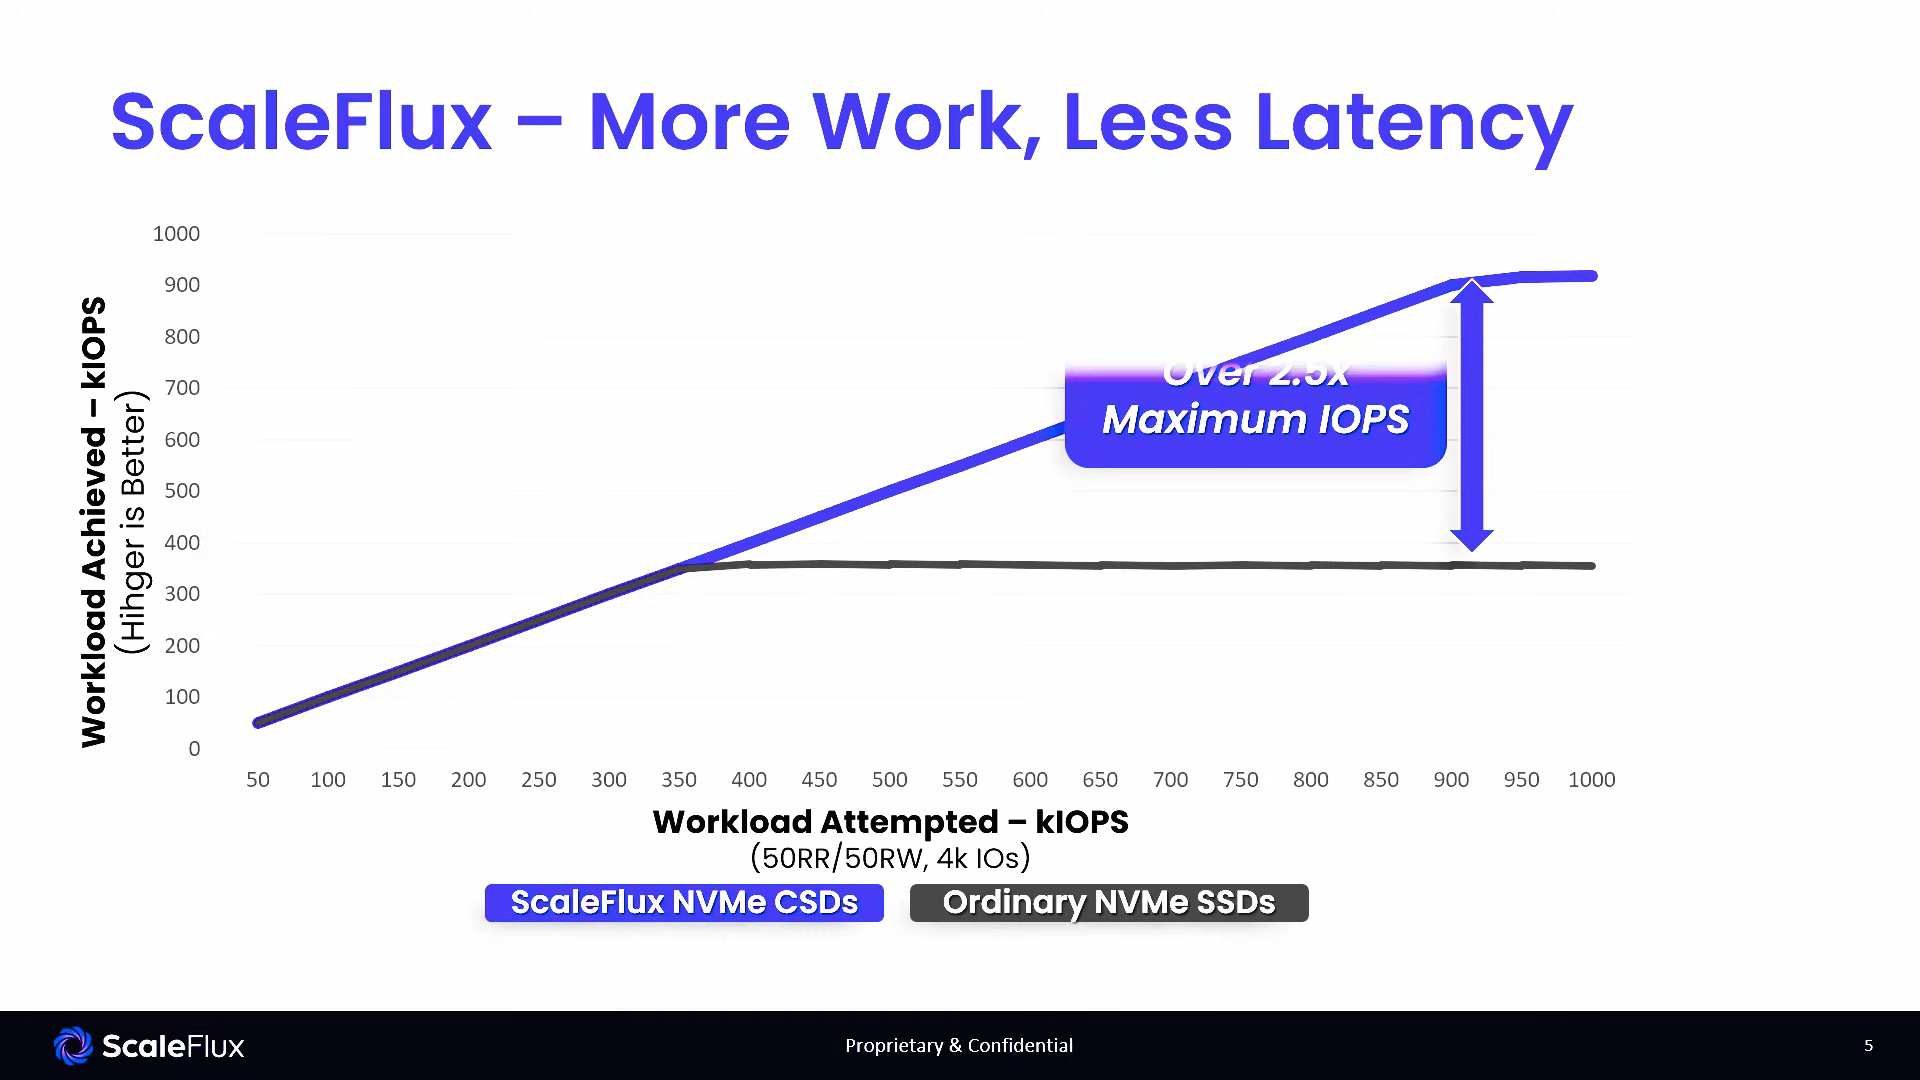 ScaleFlux – More Work, Less Latency
Workload Achieved – kIOPS
(Hihger is Better)
1000
900
800
700
600
500
400
300
200
100
0
Over 2.5x
Maximum IOPS
50 100 150 200 250 300 350 400 450 500 550 600 650 700 750 800 850 900 950 1000
Workload Attempted – kIOPS
(50RR/50RW, 4k IOs)
ScaleFlux NVMe CSDs
Ordinary NVMe SSDs
ScaleFlux
Proprietary & Confidential
5